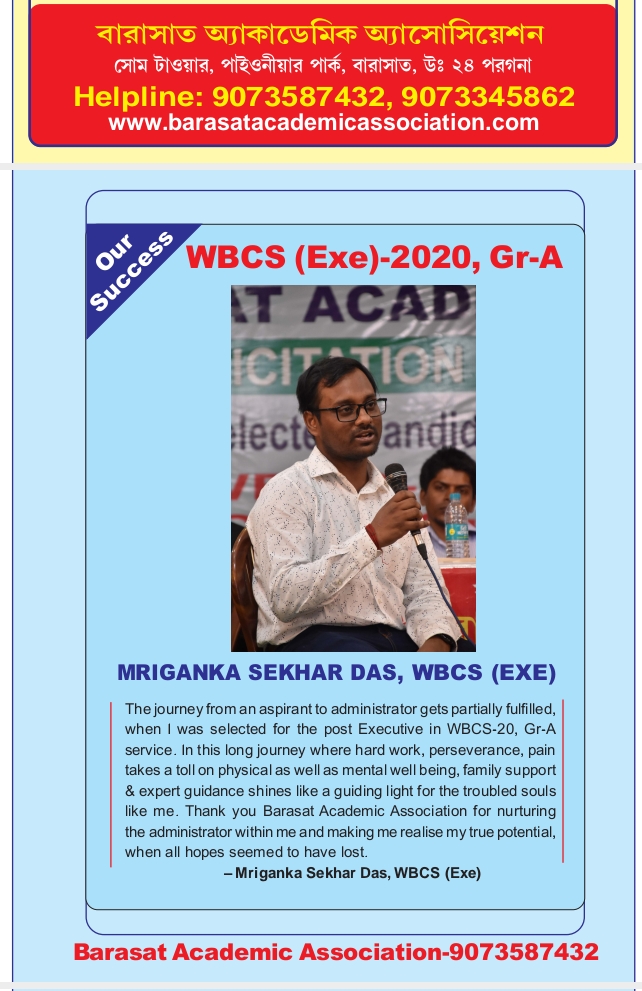 বারাসাত অ্যাকাডেমিক অ্যাসোসিয়েশন
সোম টাওয়ার, পাইওনীয়ার পার্ক, বারাসাত, উঃ ২৪ পরগনা
Helpline: 9073587432, 9073345862
www.barasatacademicassociation.com
Our
Success
WBCS (Exe)-2020, Gr-A
AT ACAD
ICITATION
elected andid
MRIGANKA SEKHAR DAS, WBCS (EXE)
The journey from an aspirant to administrator gets partially fulfilled,
when I was selected for the post Executive in WBCS-20, Gr-A
service. In this long journey where hard work, perseverance, pain
takes a toll on physical as well as mental well being, family support
& expert guidance shines like a guiding light for the troubled souls
like me. Thank you Barasat Academic Association for nurturing
the administrator within me and making me realise my true potential,
when all hopes seemed to have lost.
– Mriganka Sekhar Das, WBCS (Exe)
Barasat Academic Association-9073587432